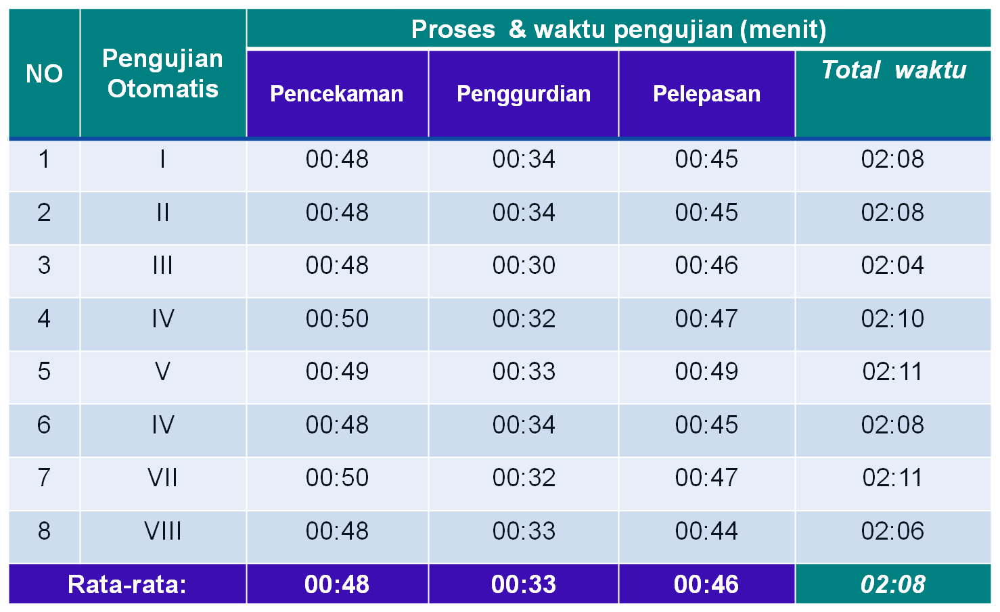 NO
Pengujian
Otomatis
Proses & waktu pengujian (menit)
Pencekaman Penggurdian Pelepasan Total waktu
1 I 00:48 00:34 00:45 02:08
2 II 00:48 00:34 00:45 02:08
3 III 00:48 00:30 00:46 02:04
4 IV 00:50 00:32 00:47 02:10
5 V 00:49 00:33 00:49 02:11
6 IV 00:48 00:34 00:45 02:08
7 VII 00:50 00:32 00:47 02:11
8 VIII 00:48 00:33 00:44 02:06
Rata-rata: 00:48 00:33 00:46 02:08